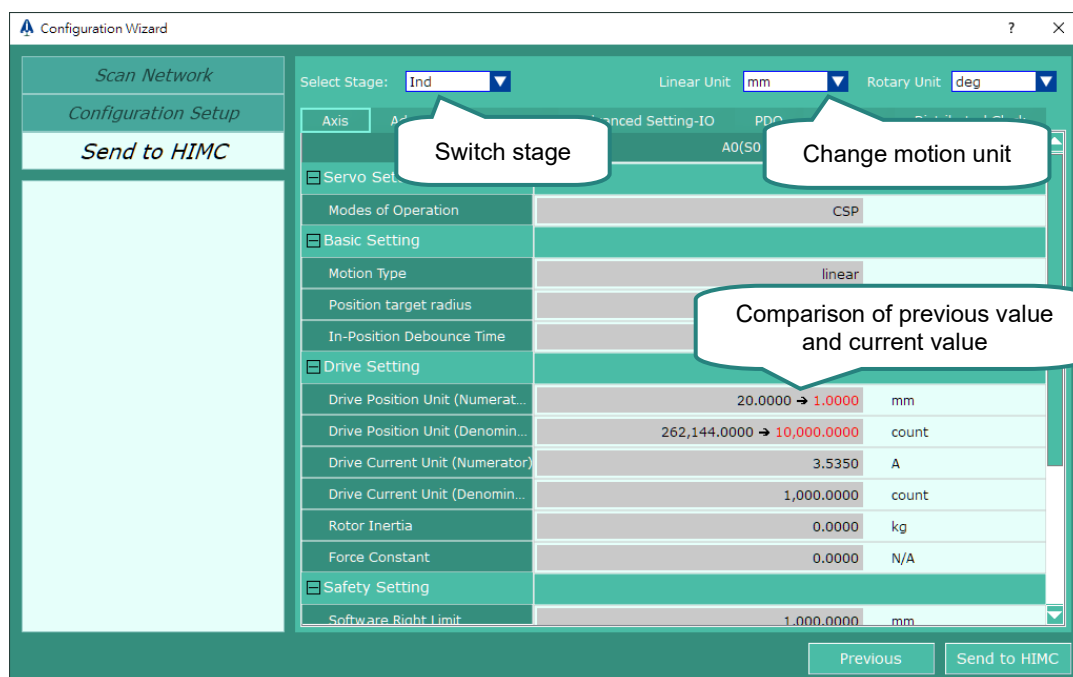 Configuration Wizard ? ×
Scan Network
Configuration Setup
Send to HIMC
Select Stage: Ind Linear Unit mm Rotary Unit deg
Axis Setting-IO
Switch stage
Change motion unit
A0(S0
Servo
Modes of Operation CSP
Basic Setting
Motion Type linear
Position target radius
In-Position Debounce Time
Comparison of previous value
and current value
Drive Setting
Drive Position Unit (Numerat... 20.0000 ➔ 1.0000 mm
Drive Position Unit (Denomin... 262,144.0000 ➔ 10,000.0000 count
Drive Current Unit (Numerator) 3.5350 A
Drive Current Unit (Denomin... 1,000.0000 count
Rotor Inertia 0.0000 kg
Force Constant 0.0000 N/A
Safety Setting
Software Right Limit 1,000.0000 mm
Previous Send to HIMC